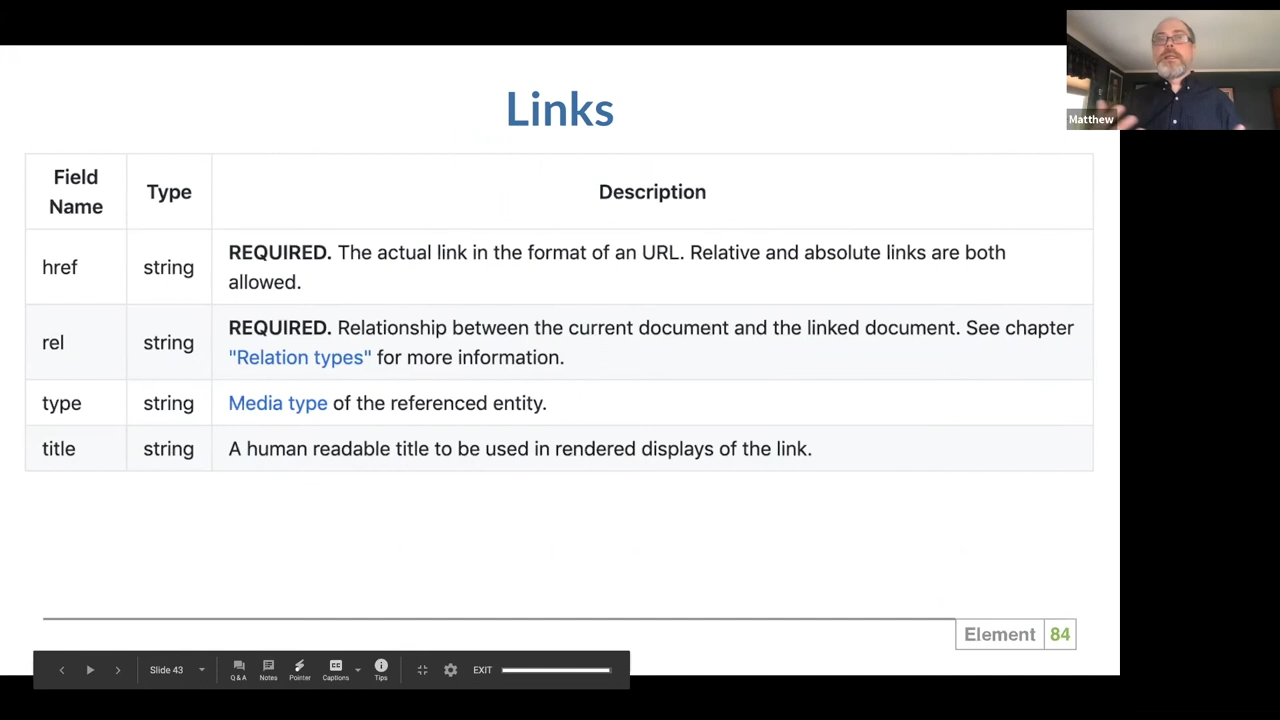 Links
Matthew
Field
Name
Type
Description
href
string
REQUIRED. The actual link in the format of an URL. Relative and absolute links are both
allowed.
rel
string
REQUIRED. Relationship between the current document and the linked document. See chapter
"Relation types" for more information.
type
string
Media type of the referenced entity.
title
string
A human readable title to be used in rendered displays of the link.
Element 84
Slide 43
Q & A
Notes
Pointer
CC
Captions
Tips
EXIT